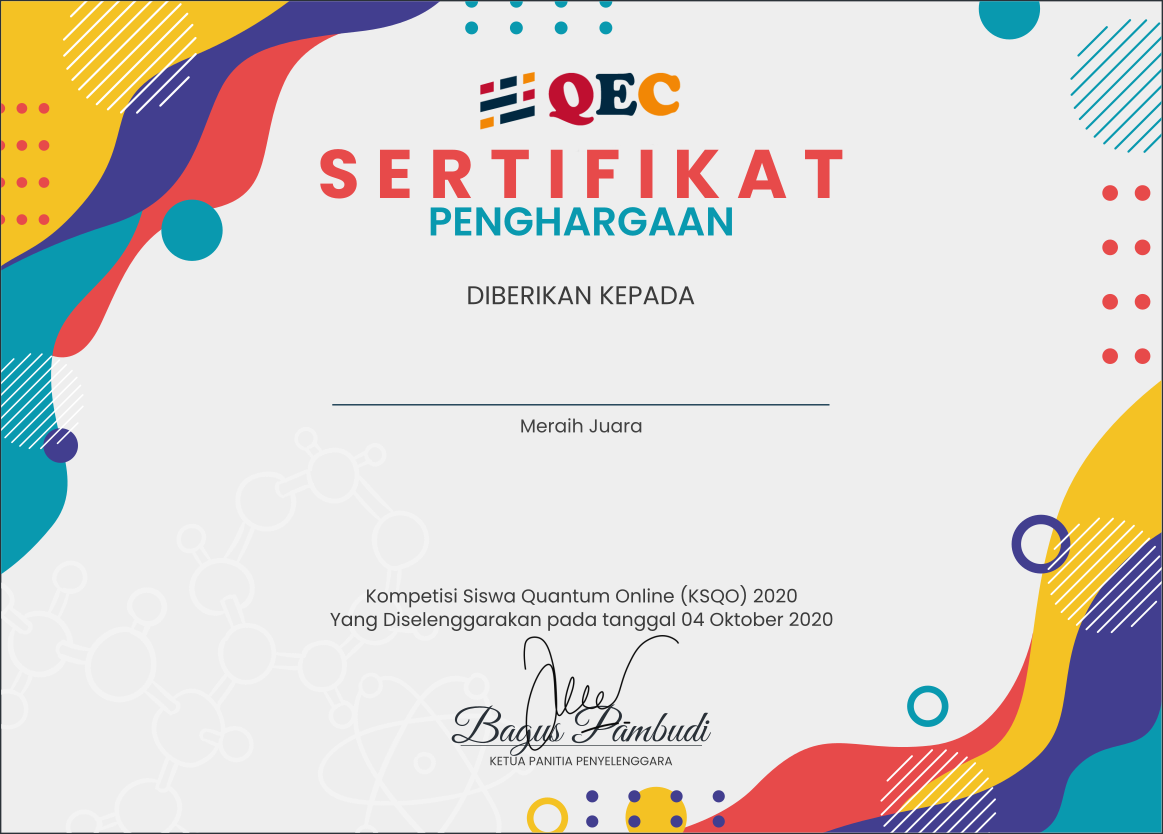 QEC
SERTIFIKAT
PENGHARGAAN
DIBERIKAN KEPADA
Meraih Juara
Kompetisi Siswa Quantum Online (KSQO) 2020
Yang Diselenggarakan pada tanggal 04 Oktober 2020
Bagus Pambudi
KETUA PANITIA PENYELENGGARA